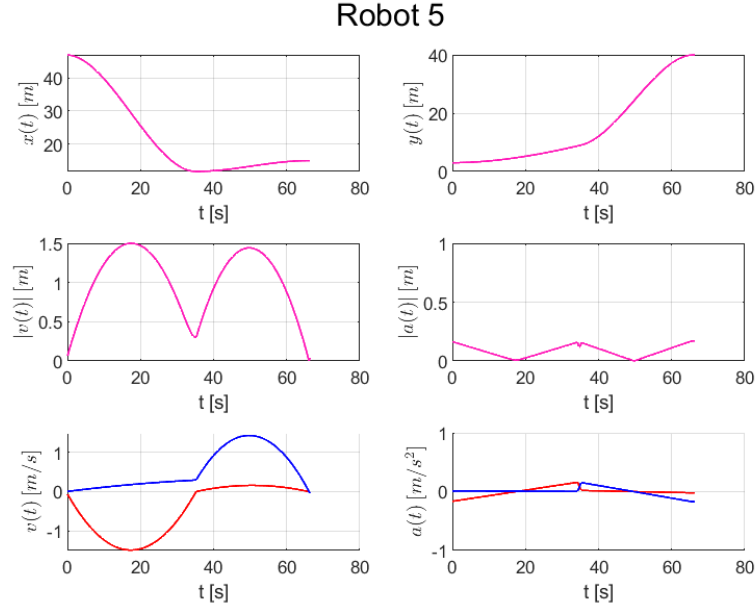 Robot 5
x(t) [m]
40
30
20
0 20 40 60 80
t [s]
y(t) [m]
40
20
0
0 20 40 60 80
t [s]
|v(t)| [m]
1.5
1
0.5
0
0 20 40 60 80
t [s]
|a(t)| [m]
1
0.5
0
0 20 40 60 80
t [s]
v(t) [m/s]
1
0
-1
0 20 40 60 80
t [s]
a(t) [m/s²]
1
0
-1
0 20 40 60 80
t [s]